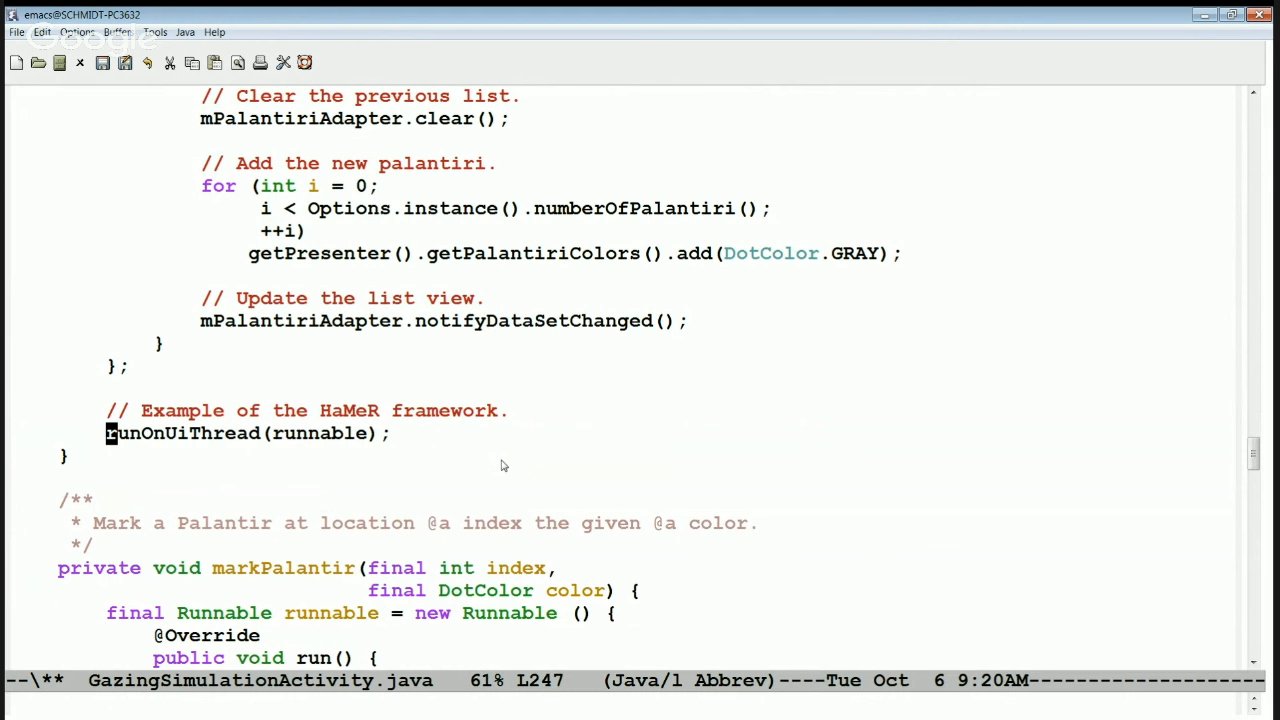 emacs@SCHMIDT-PC3632
File Edit Options Buffer Tools Java Help
Google
// Clear the previous list.
mPalantiriAdapter.clear();
// Add the new palantiri.
for (int i = 0;
i < Options.instance().numberOfPalantiri();
++i)
getPresenter().getPalantiriColors().add(DotColor.GRAY);
// Update the list view.
mPalantiriAdapter.notifyDataSetChanged();
}
};
// Example of the HaMeR framework.
runOnUiThread(runnable);
}
/**
* Mark a Palantir at location @a index the given @a color.
*/
private void markPalantir(final int index,
final DotColor color) {
final Runnable runnable = new Runnable () {
@Override
public void run() {
--\** GazingSimulationActivity.java 61% L247 (Java/l Abbrev)----Tue Oct 6 9:20AM--------------------